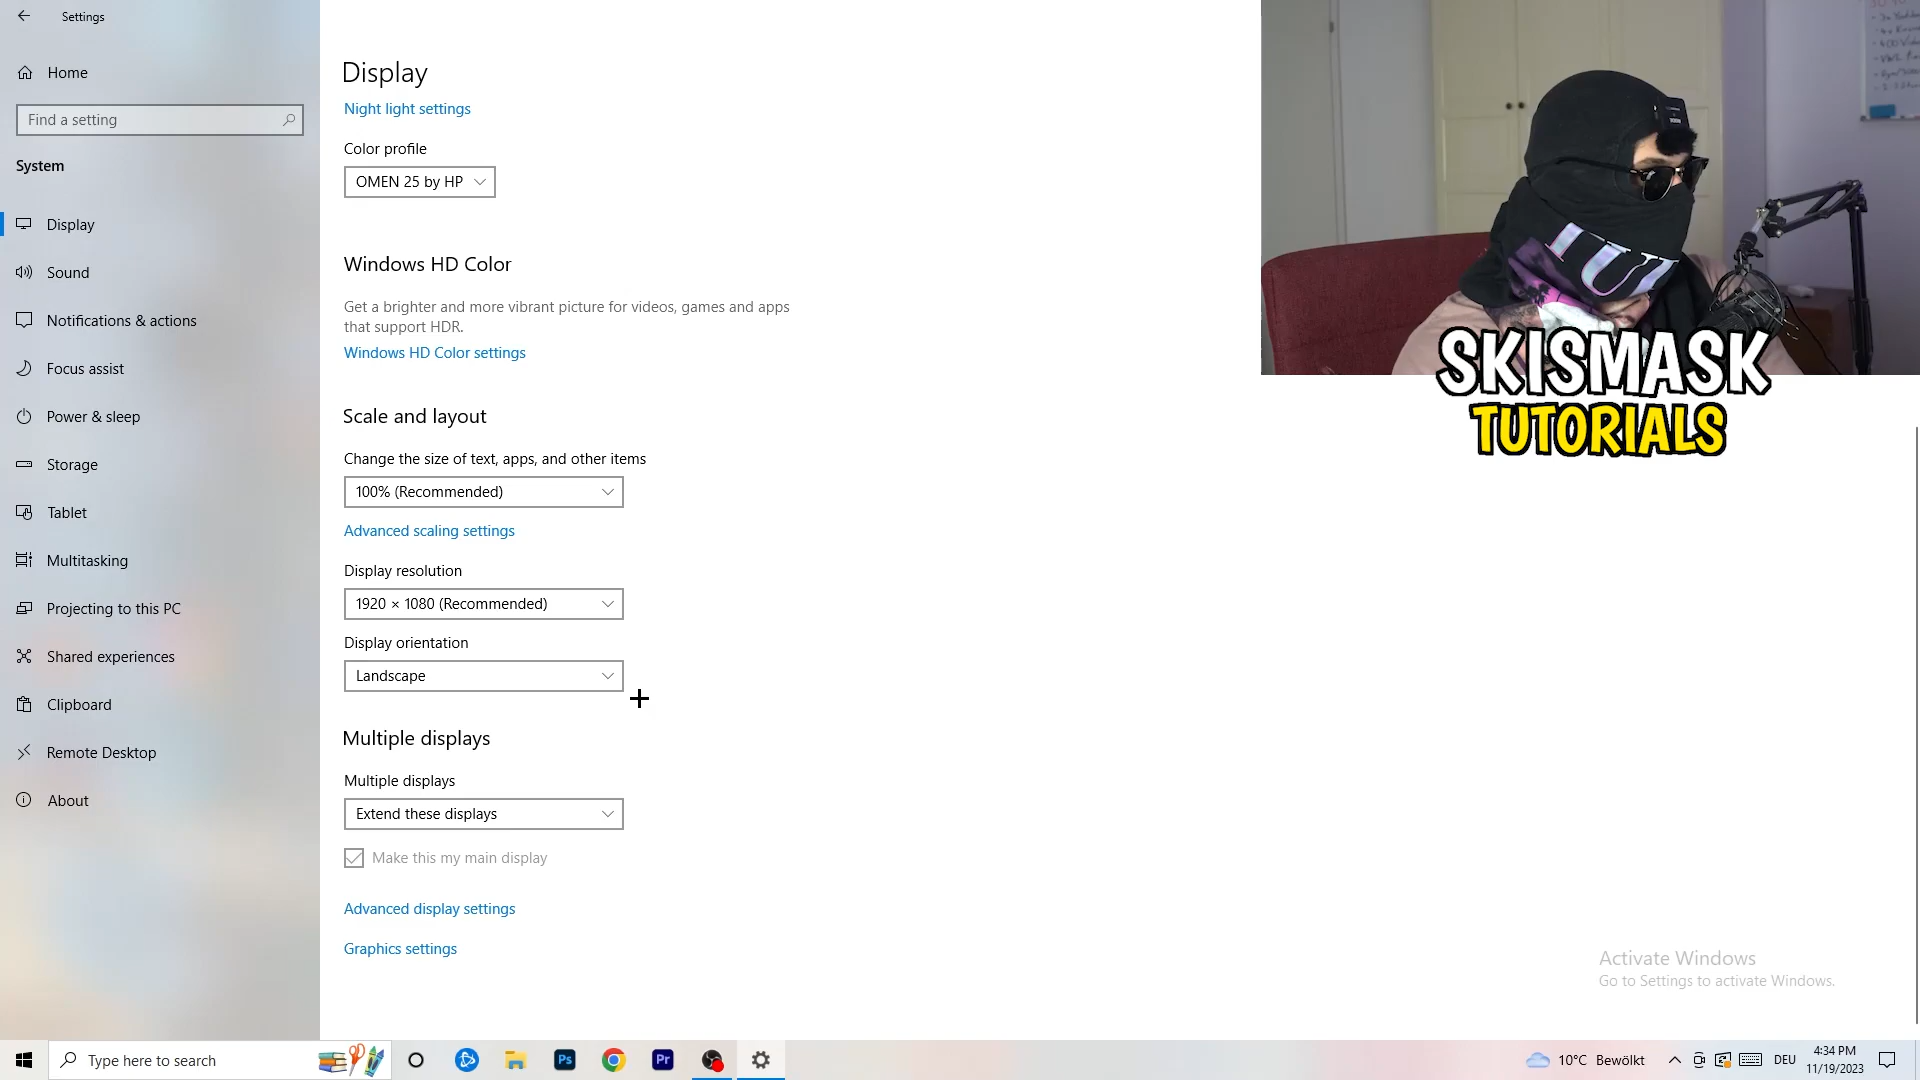 Settings
Home
Find a setting
System
Display
Sound
Notifications & actions
Focus assist
Power & sleep
Storage
Tablet
Multitasking
Projecting to this PC
Shared experiences
Clipboard
Remote Desktop
About
Display
Night light settings
Color profile
OMEN 25 by HP
Windows HD Color
Get a brighter and more vibrant picture for videos, games and apps
that support HDR.
Windows HD Color settings
Scale and layout
Change the size of text, apps, and other items
100% (Recommended)
Advanced scaling settings
Display resolution
1920 × 1080 (Recommended)
Display orientation
Landscape
Multiple displays
Multiple displays
Extend these displays
Make this my main display
Advanced display settings
Graphics settings
SKISMASK
TUTORIALS
Activate Windows
Go to Settings to activate Windows.
Type here to search
Ps
Pr
10°C Bewölkt
DEU
4:34 PM
11/19/2023